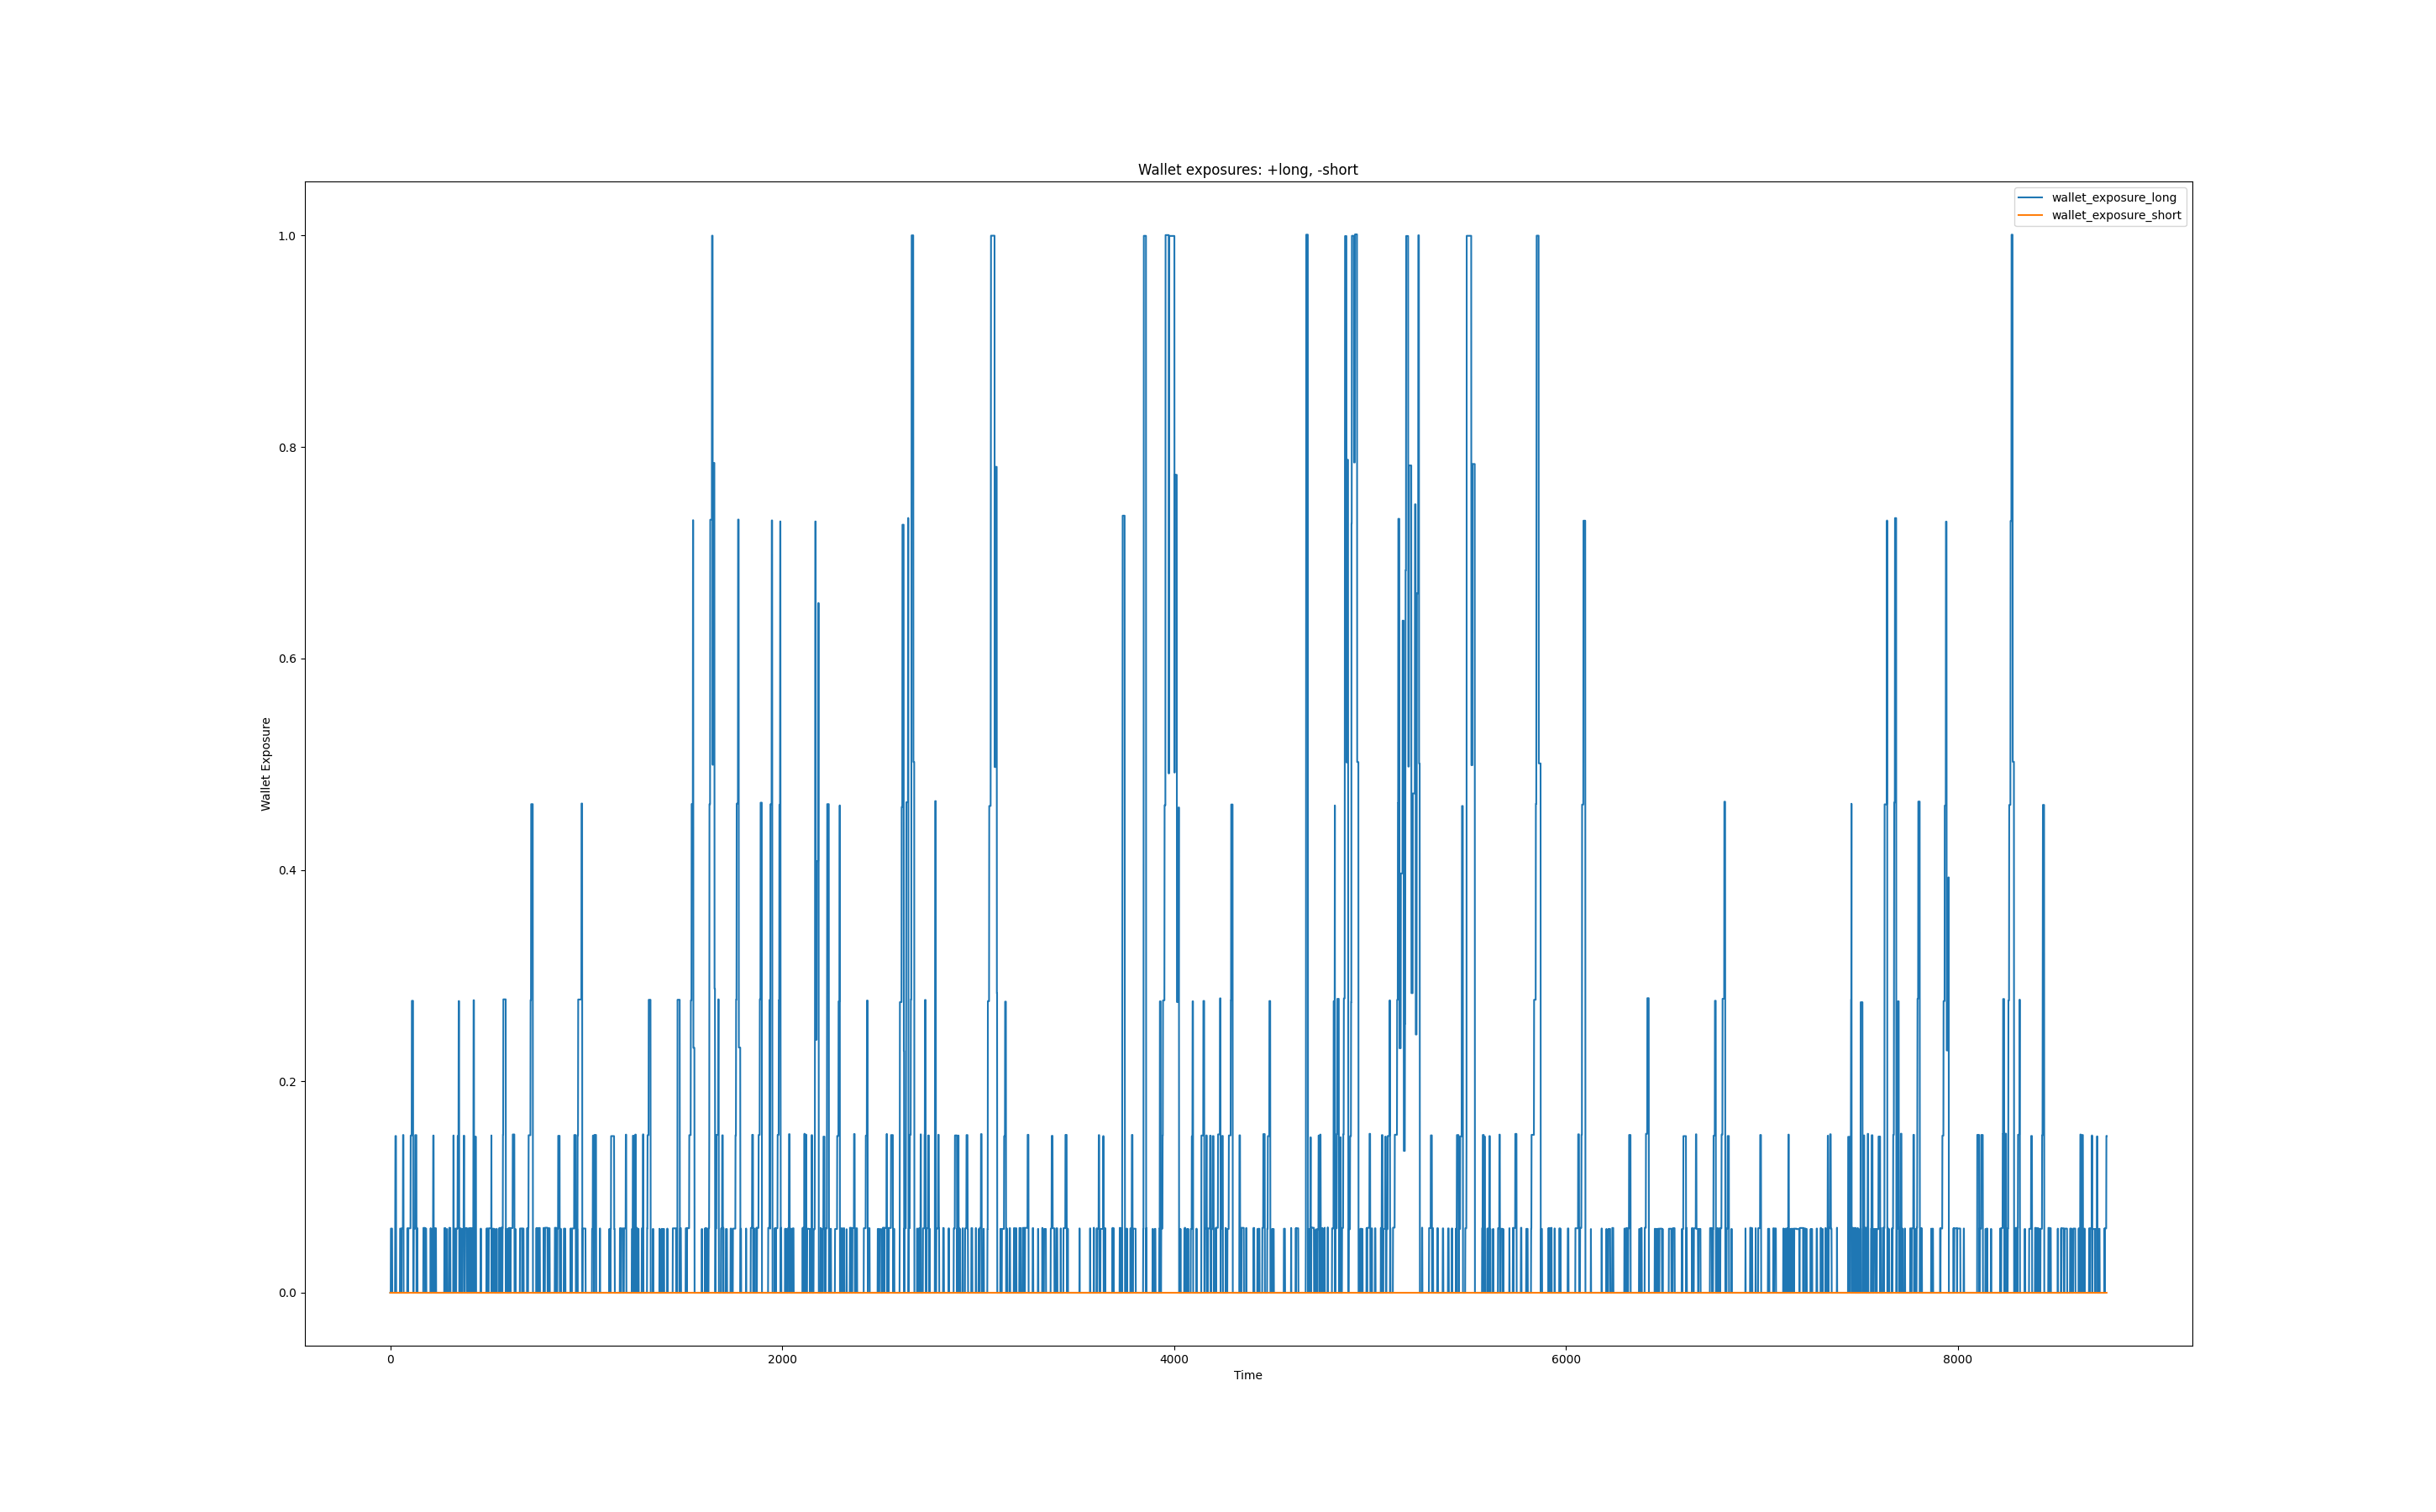 Wallet exposures: +long, -short
wallet_exposure_long
wallet_exposure_short
1.0
0.8
0.6
0.4
0.2
0.0
Wallet Exposure
0 2000 4000 6000 8000
Time